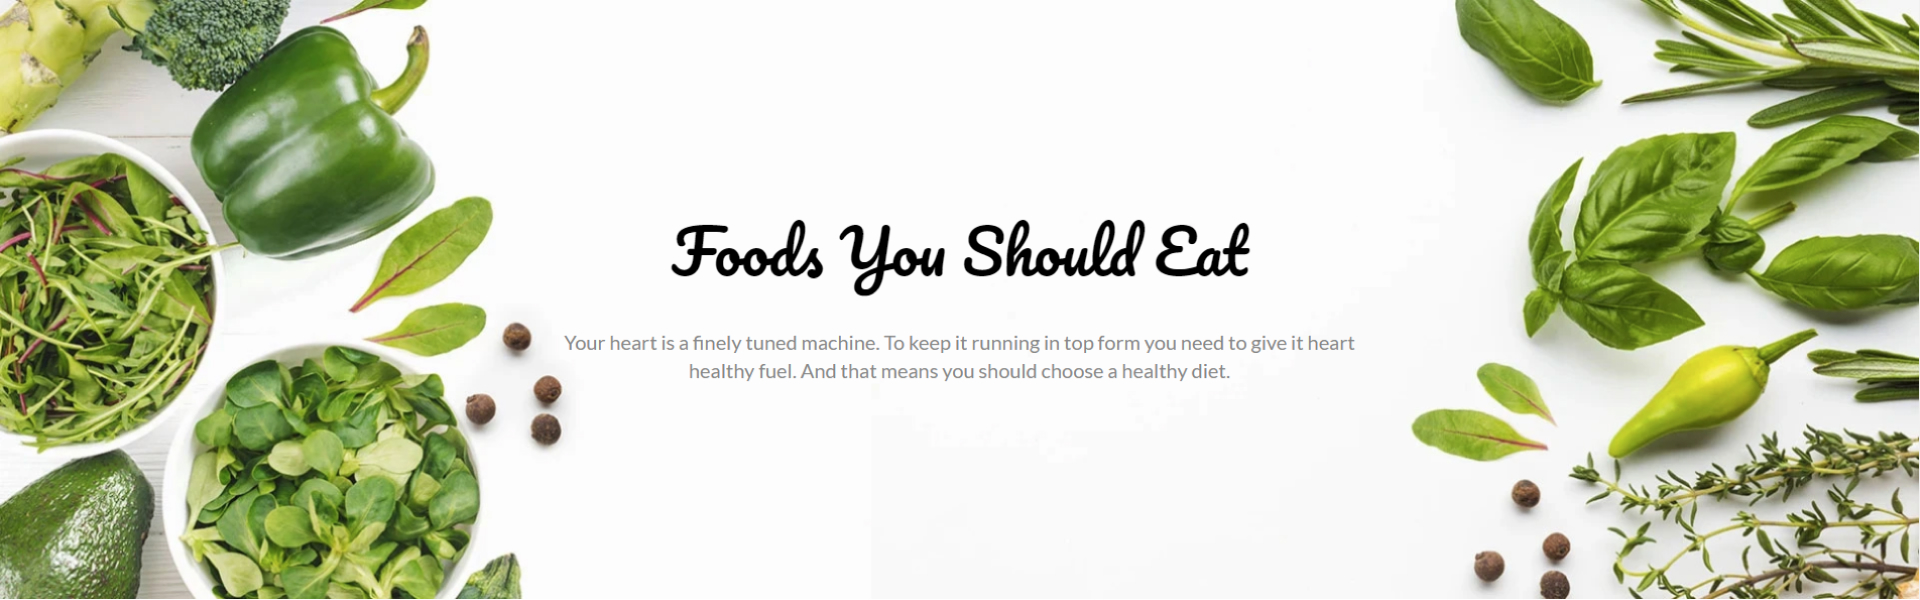 Foods You Should Eat
Your heart is a finely tuned machine. To keep it running in top form you need to give it heart
healthy fuel. And that means you should choose a healthy diet.